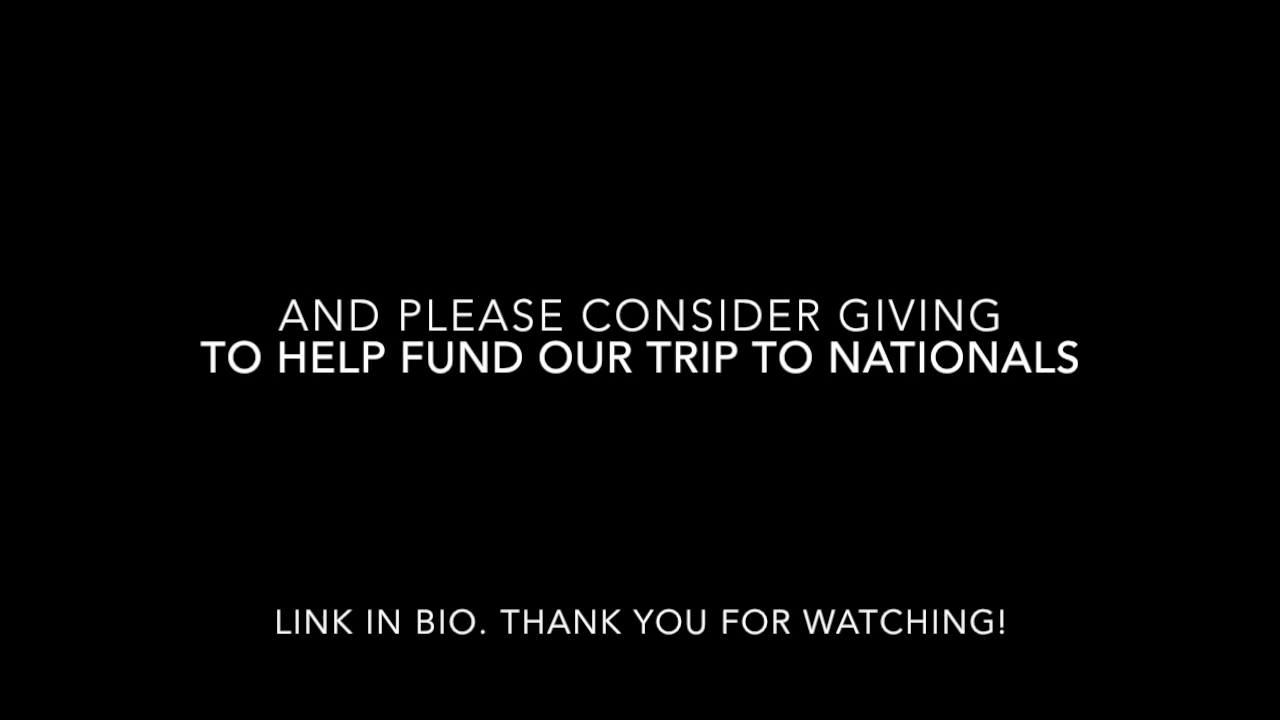 AND PLEASE CONSIDER GIVING
TO HELP FUND OUR TRIP TO NATIONALS
LINK IN BIO. THANK YOU FOR WATCHING!